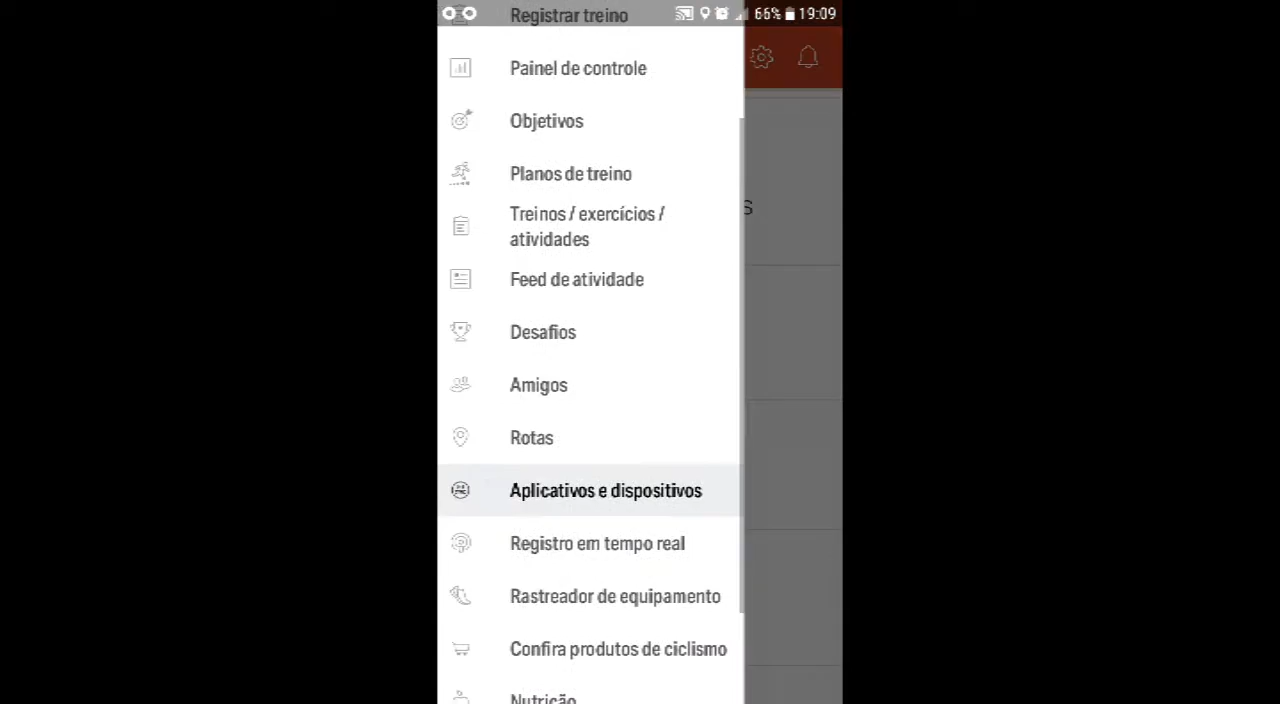 Registrar treino
66% 19:09
Painel de controle
Objetivos
Planos de treino
Treinos / exercícios /
atividades
s
Feed de atividade
Desafios
Amigos
Rotas
Aplicativos e dispositivos
Registro em tempo real
Rastreador de equipamento
Confira produtos de ciclismo
Nutrição